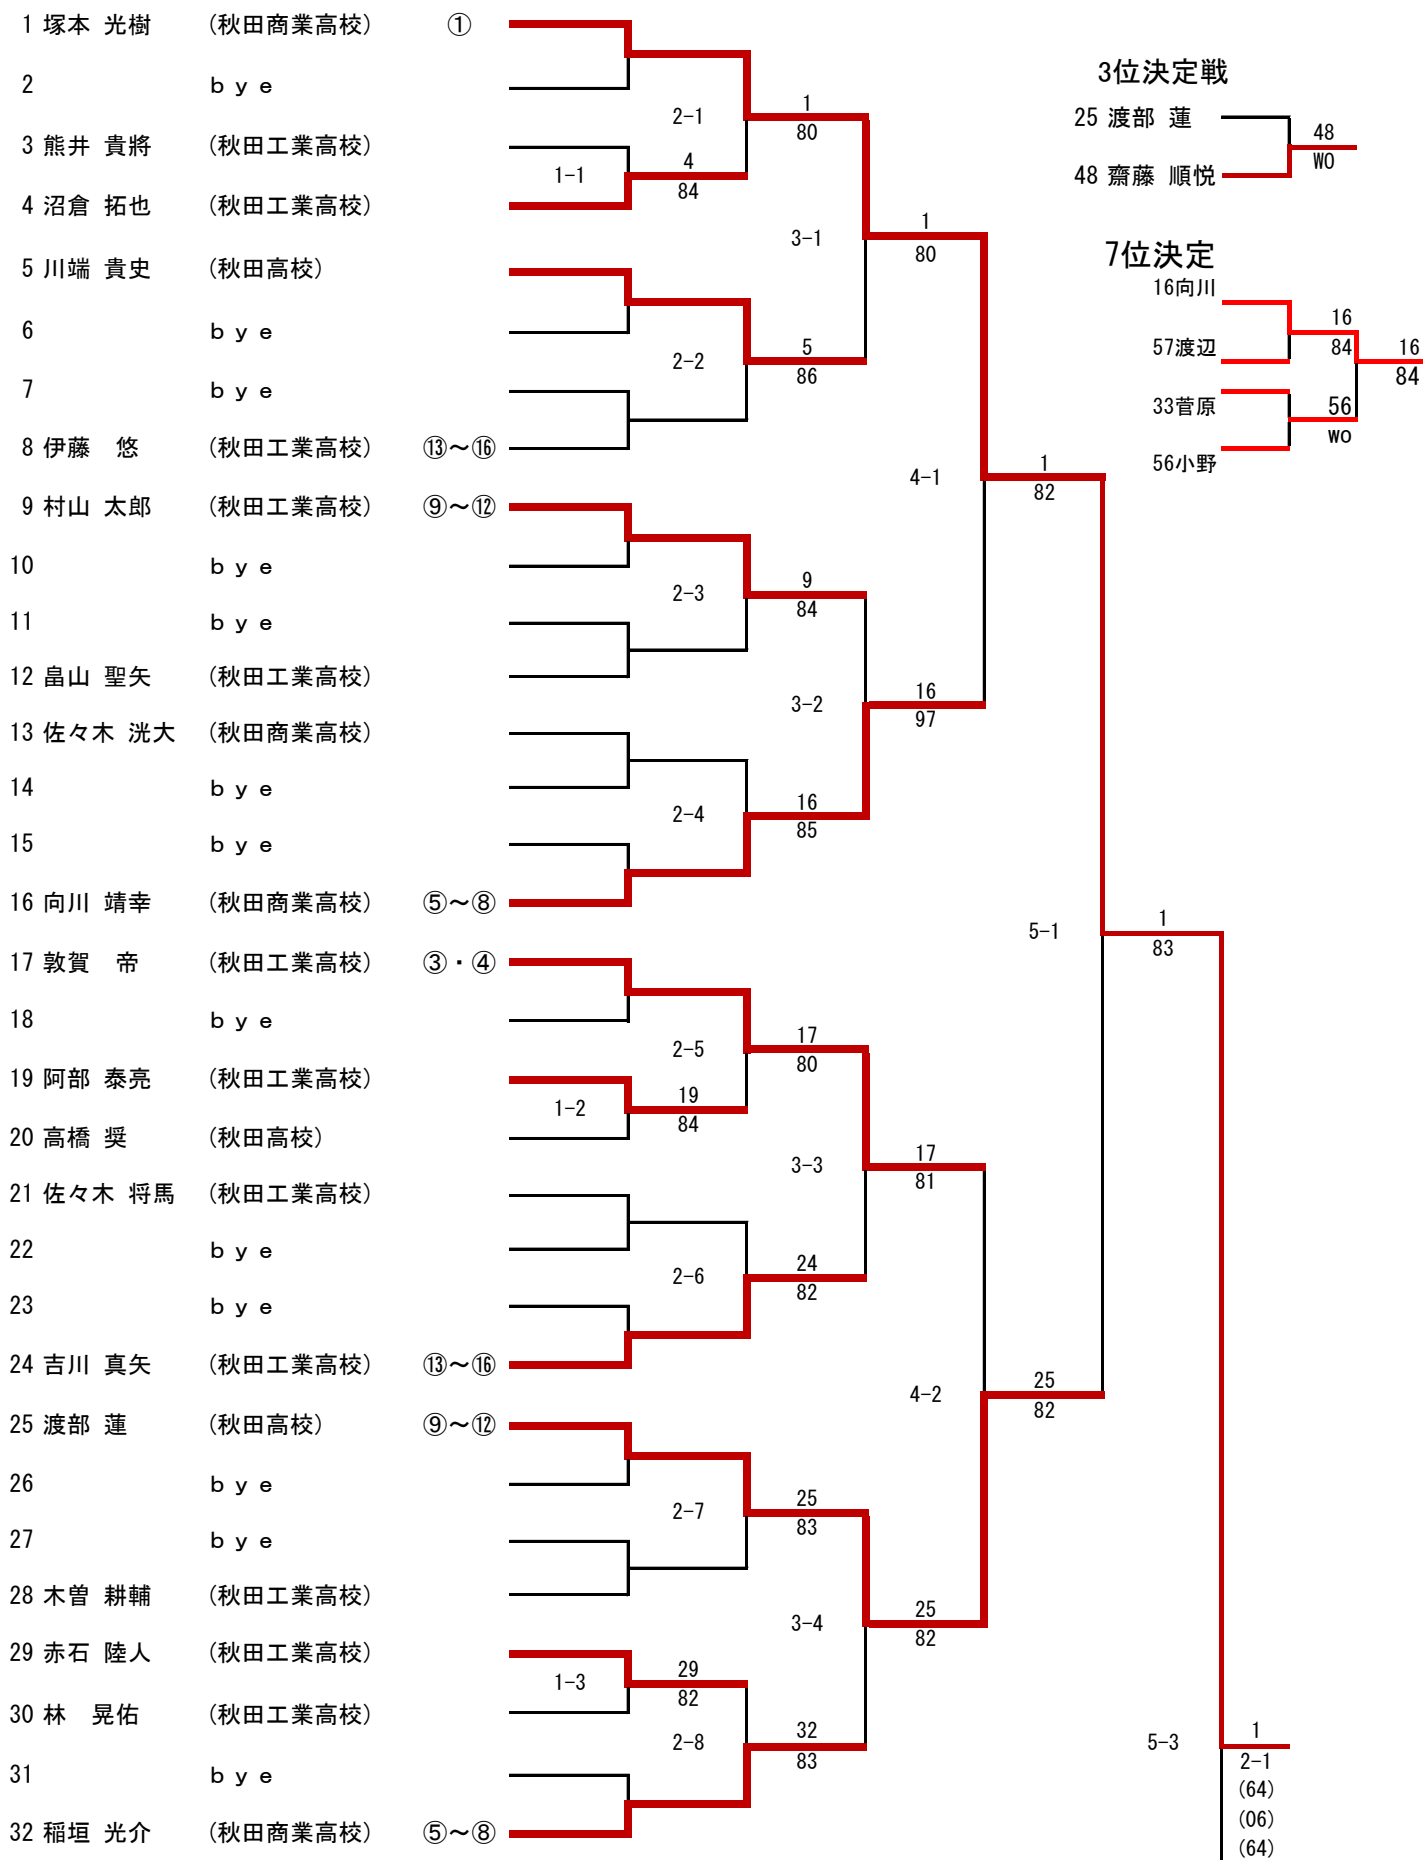 1 塚本 光樹 (秋田商業高校) ①
2 bye
3 熊井 貴將 (秋田工業高校)
4 沼倉 拓也 (秋田工業高校)
5 川端 貴史 (秋田高校)
6 bye
7 bye
8 伊藤 悠 (秋田工業高校) ⑬～⑯
9 村山 太郎 (秋田工業高校) ⑨～⑫
10 bye
11 bye
12 畠山 聖矢 (秋田工業高校)
13 佐々木 洸大 (秋田商業高校)
14 bye
15 bye
16 向川 靖幸 (秋田商業高校) ⑤～⑧
17 敦賀 帝 (秋田工業高校) ③・④
18 bye
19 阿部 泰亮 (秋田工業高校)
20 高橋 奨 (秋田高校)
21 佐々木 将馬 (秋田工業高校)
22 bye
23 bye
24 吉川 真矢 (秋田工業高校) ⑬～⑯
25 渡部 蓮 (秋田高校) ⑨～⑫
26 bye
27 bye
28 木曽 耕輔 (秋田工業高校)
29 赤石 陸人 (秋田工業高校)
30 林 晃佑 (秋田工業高校)
31 bye
32 稲垣 光介 (秋田商業高校) ⑤～⑧
1-1
4
84
1-2
19
84
1-3
29
82
2-1
1
80
2-2
5
86
2-3
9
84
2-4
16
85
2-5
17
80
2-6
24
82
2-7
25
83
2-8
32
83
3-1
1
80
3-2
16
97
3-3
17
81
3-4
25
82
4-1
1
82
4-2
25
82
5-1
1
83
5-3
1
2-1
(64)
(06)
(64)
3位決定戦
25 渡部 蓮
48 齋藤 順悦
48
WO
7位決定
16向川
57渡辺
33菅原
56小野
16
84
56
wo
16
84